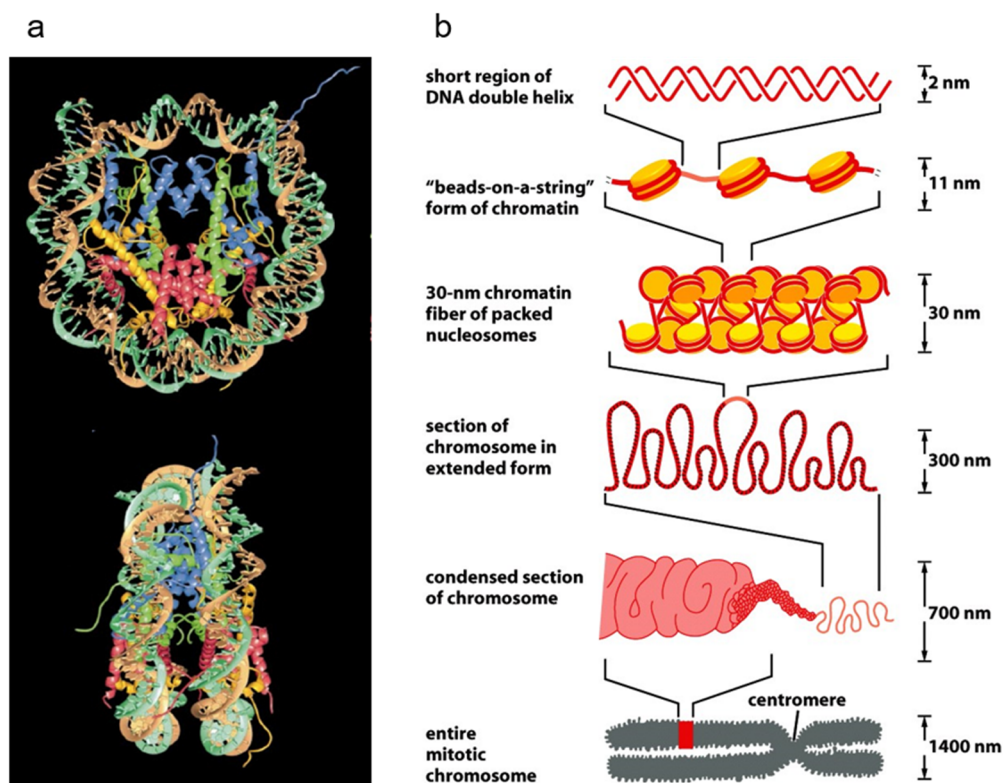 a
b
short region of
DNA double helix
2 nm
"beads-on-a-string"
form of chromatin
11 nm
30-nm chromatin
fiber of packed
nucleosomes
30 nm
section of
chromosome in
extended form
300 nm
condensed section
of chromosome
700 nm
centromere
entire
mitotic
chromosome
1400 nm